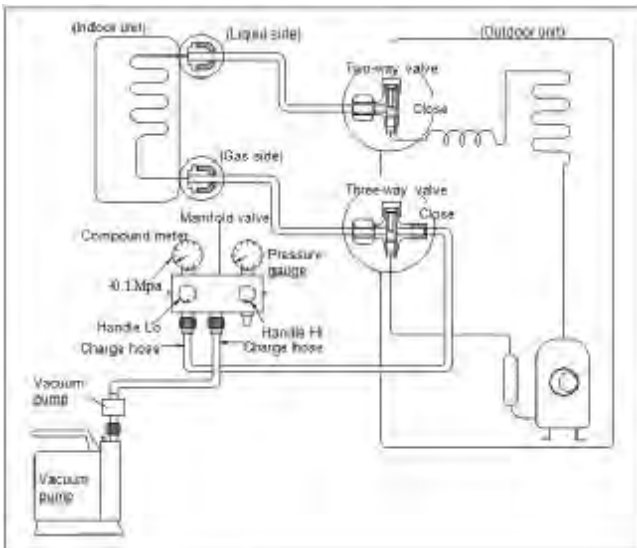 (Indoor unit)
(Liquid side)
(Outdoor unit)
Two-way valve
Close
(Gas side)
Three-way valve
Close
Manifold valve
Compound meter
Pressure
gauge
-0.1Mpa
Handle Lo
Handle Hi
Charge hose
Charge hose
Vacuum
pump
Vacuum
pump